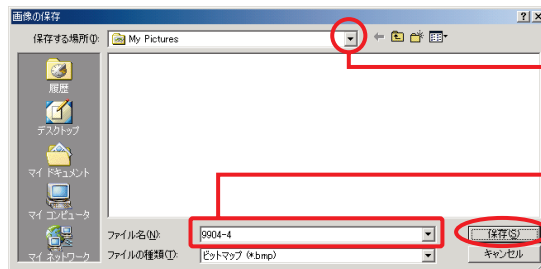 画像の保存
保存する場所(I): My Pictures
履歴
デスクトップ
マイ ドキュメント
マイ コンピュータ
マイ ネットワーク
ファイル名(N): 9904-4 保存(S)
ファイルの種類(T): ビットマップ (*.bmp) キャンセル